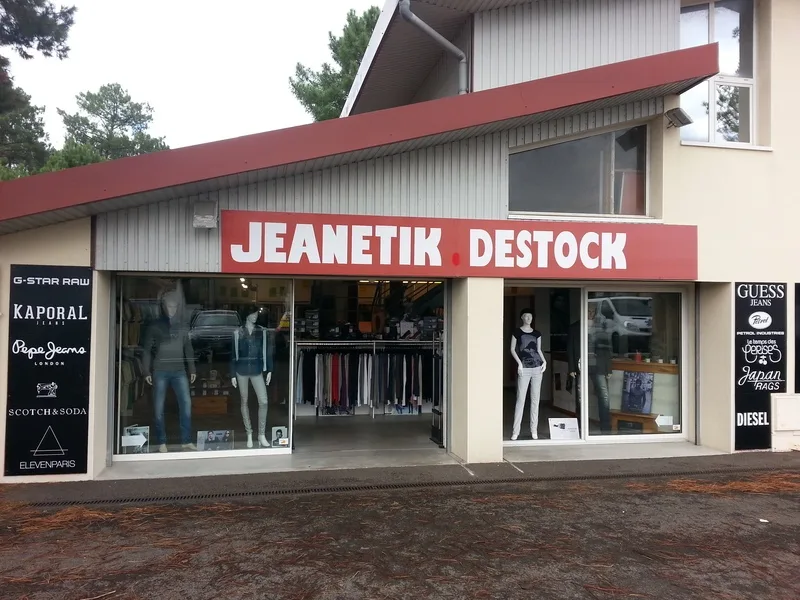 JEANETIK . DESTOCK
G-STAR RAW
KAPORAL
JEANS
Pepe Jeans
LONDON
SCOTCH & SODA
ELEVENPARIS
GUESS
JEANS
Petrol
PETROL INDUSTRIES
Le temps des
CERISES
Japan
RAGS
DIESEL